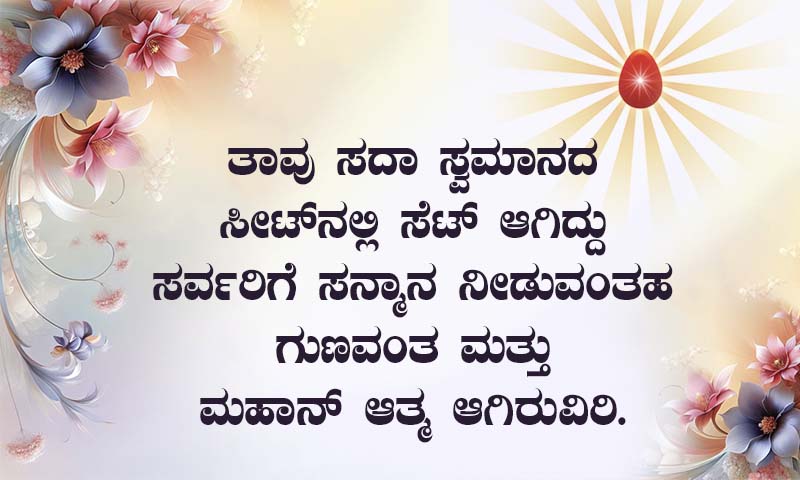 ತಾವು ಸದಾ ಸ್ವಮಾನದ
ಸೀಟ್‌ನಲ್ಲಿ ಸೆಟ್ ಆಗಿದ್ದು
ಸರ್ವರಿಗೆ ಸನ್ಮಾನ ನೀಡುವಂತಹ
ಗುಣವಂತ ಮತ್ತು
ಮಹಾನ್ ಆತ್ಮ ಆಗಿರುವಿರಿ.